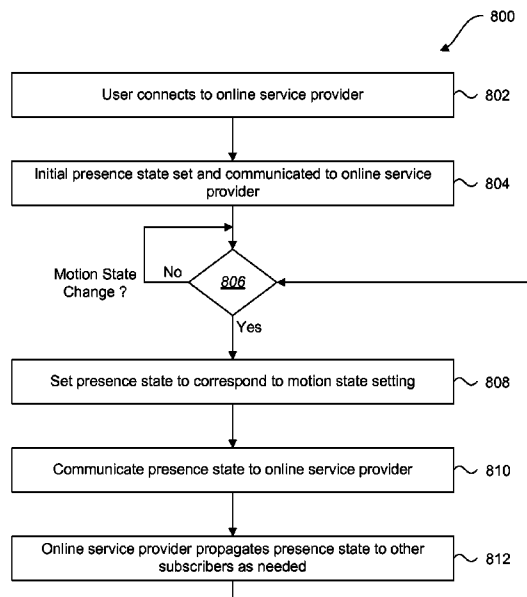 800
User connects to online service provider
802
Initial presence state set and communicated to online service
provider
804
Motion State
Change ?
No
806
Yes
Set presence state to correspond to motion state setting
808
Communicate presence state to online service provider
810
Online service provider propagates presence state to other
subscribers as needed
812